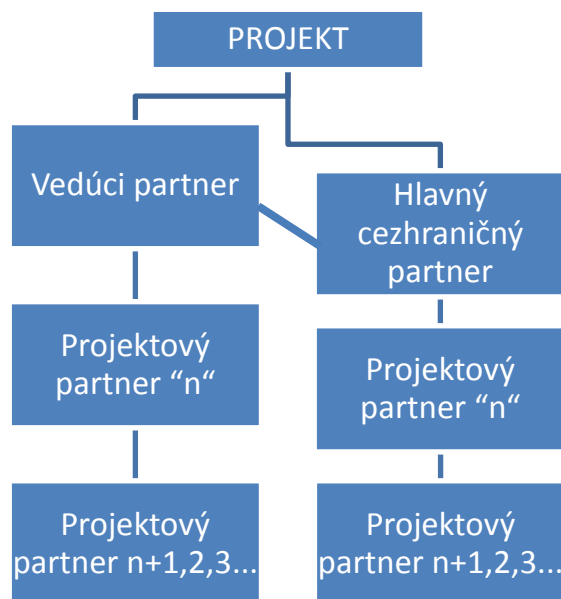 PROJEKT
Vedúci partner
Hlavný
cezhraničný
partner
Projektový
partner “n“
Projektový
partner “n“
Projektový
partner n+1,2,3...
Projektový
partner n+1,2,3...